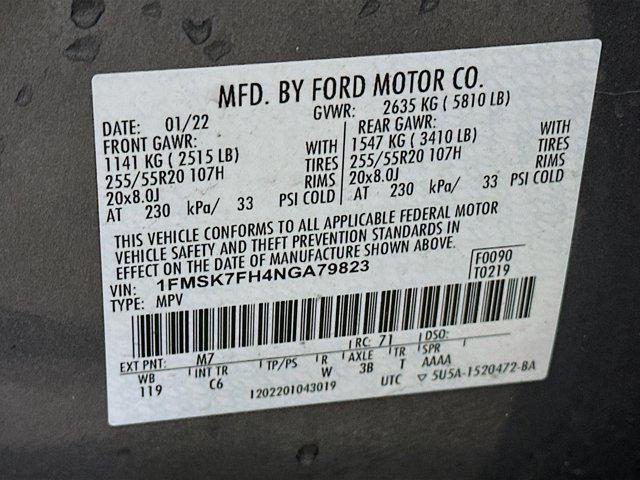 MFD. BY FORD MOTOR CO.
DATE: 01/22 GVWR: 2635 KG ( 5810 LB)
FRONT GAWR: REAR GAWR:
1141 KG ( 2515 LB) WITH 1547 KG ( 3410 LB) WITH
255/55R20 107H TIRES 255/55R20 107H TIRES
20x8.0J RIMS 20x8.0J RIMS
AT 230 kPa/ 33 PSI COLD AT 230 kPa/ 33 PSI COLD
THIS VEHICLE CONFORMS TO ALL APPLICABLE FEDERAL MOTOR
VEHICLE SAFETY AND THEFT PREVENTION STANDARDS IN
EFFECT ON THE DATE OF MANUFACTURE SHOWN ABOVE.
VIN: 1FMSK7FH4NGA79823 F0090
TYPE: MPV T0219
EXT PNT: M7 RC: 71 DSO:
WB INT TR TP/PS R AXLE TR SPR
119 C6 W 3B T AAAA
1202201043019 UTC ▽ 5U5A-1520472-BA